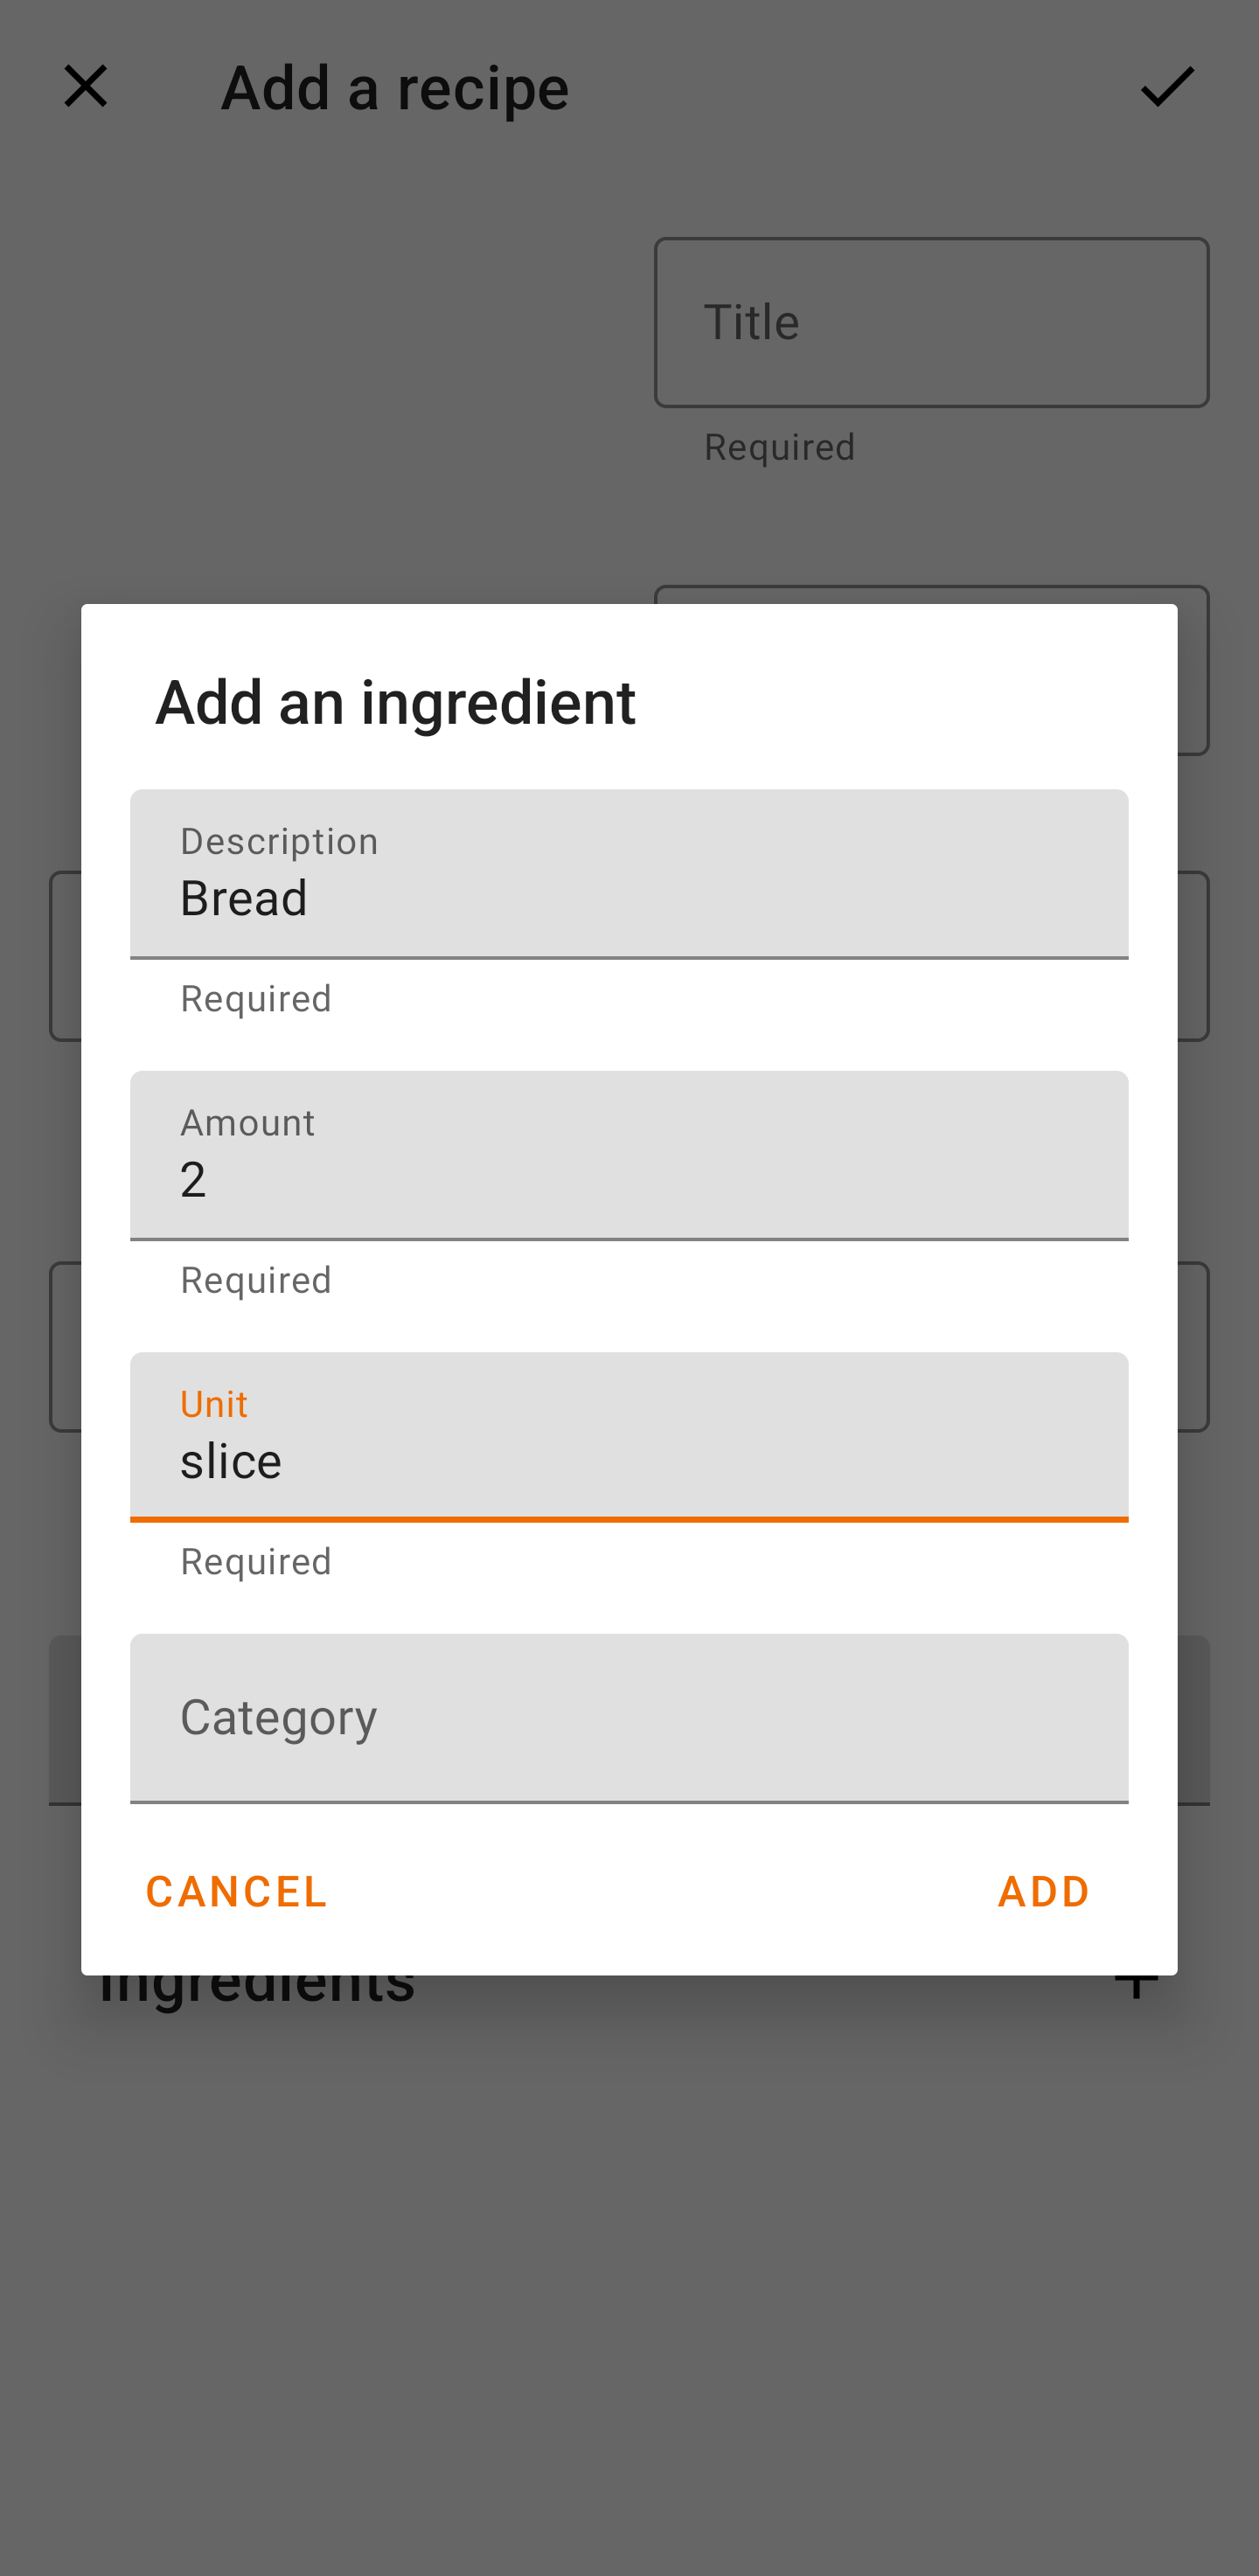 Add a recipe
Title
Required
Add an ingredient
Description
Bread
Required
Amount
2
Required
Unit
slice
Required
Category
CANCEL
ADD
Ingredients